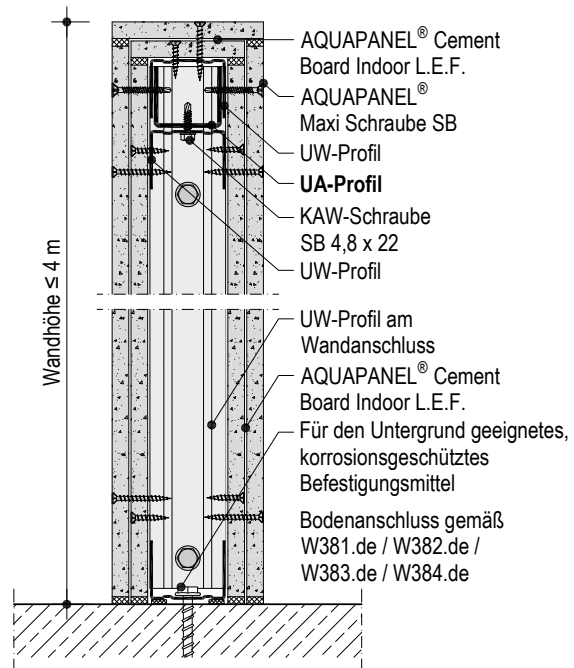 AQUAPANEL® Cement
Board Indoor L.E.F.
AQUAPANEL®
Maxi Schraube SB
UW-Profil
UA-Profil
KAW-Schraube
SB 4,8 x 22
UW-Profil
Wandhöhe ≤ 4 m
UW-Profil am
Wandanschluss
AQUAPANEL® Cement
Board Indoor L.E.F.
Für den Untergrund geeignetes,
korrosionsgeschütztes
Befestigungsmittel
Bodenanschluss gemäß
W381.de / W382.de /
W383.de / W384.de